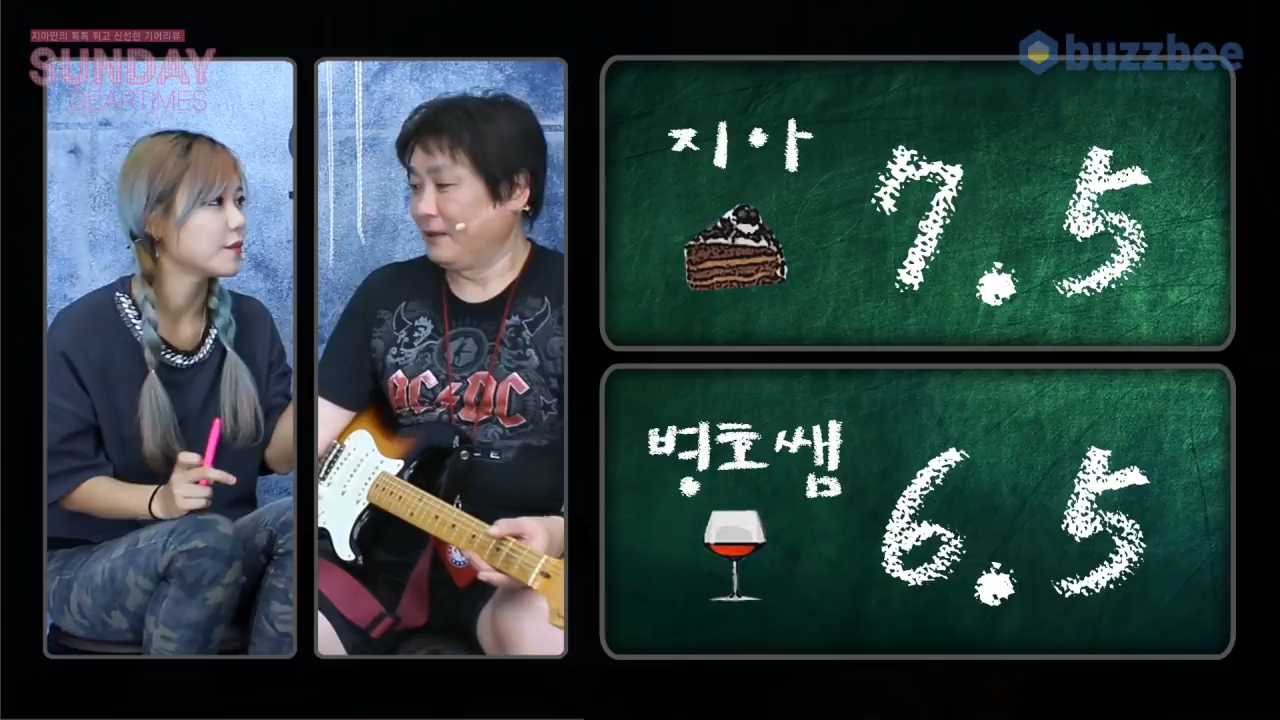 지아만의 톡톡 튀고 신선한 기어리뷰
SUNDAY
GEARTIMES
buzzbee
AC DC
지아
7.5
병호쌤
6.5